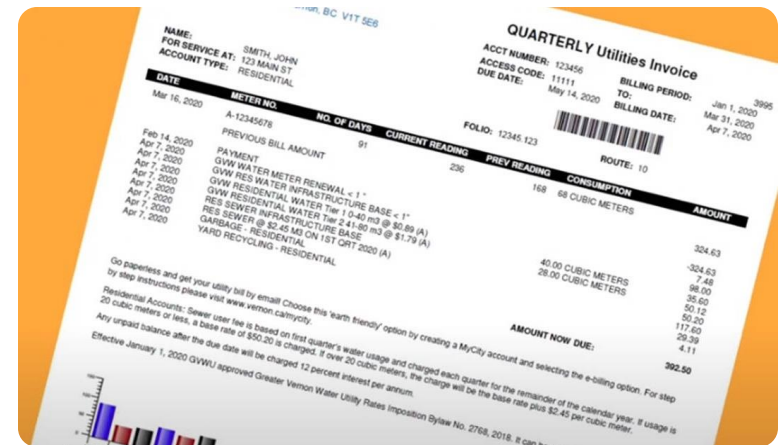 BC V1T 5E6
QUARTERLY Utilities Invoice
3995
NAME: SMITH, JOHN
FOR SERVICE AT: 123 MAIN ST
ACCOUNT TYPE: RESIDENTIAL
ACCT NUMBER: 123456
ACCESS CODE: 11111
DUE DATE: May 14, 2020
BILLING PERIOD: Jan 1, 2020
TO: Mar 31, 2020
BILLING DATE: Apr 7, 2020
FOLIO: 12345.123
ROUTE: 10
DATE METER NO. NO. OF DAYS CURRENT READING PREV READING CONSUMPTION AMOUNT
Mar 16, 2020 A-12345678 91 236 168 68 CUBIC METERS
PREVIOUS BILL AMOUNT 324.63
Feb 14, 2020 PAYMENT -324.63
Apr 7, 2020 GVW WATER METER RENEWAL < 1" 7.48
Apr 7, 2020 GVW RES WATER INFRASTRUCTURE BASE < 1" 98.00
Apr 7, 2020 GVW RESIDENTIAL WATER Tier 1 0-40 m3 @ $0.89 (A) 40.00 CUBIC METERS 35.60
Apr 7, 2020 GVW RESIDENTIAL WATER Tier 2 41-80 m3 @ $1.79 (A) 28.00 CUBIC METERS 50.12
Apr 7, 2020 RES SEWER INFRASTRUCTURE BASE 50.20
Apr 7, 2020 RES SEWER @ $2.45 M3 ON 1ST QRT 2020 (A) 117.60
Apr 7, 2020 GARBAGE - RESIDENTIAL 29.39
Apr 7, 2020 YARD RECYCLING - RESIDENTIAL 4.11
AMOUNT NOW DUE: 392.50
Go paperless and get your utility bill by email! Choose this 'earth friendly' option by creating a MyCity account and selecting the e-billing option. For step
by step instructions please visit www.vernon.ca/mycity.
Residential Accounts: Sewer user fee is based on first quarter's water usage and charged each quarter for the remainder of the calendar year. If usage is
20 cubic meters or less, a base rate of $50.20 is charged. If over 20 cubic meters, the charge will be the base rate plus $2.45 per cubic meter.
Any unpaid balance after the due date will be charged 12 percent interest per annum.
Effective January 1, 2020 GVWU approved Greater Vernon Water Utility Rates Imposition Bylaw No. 2768, 2018. It can